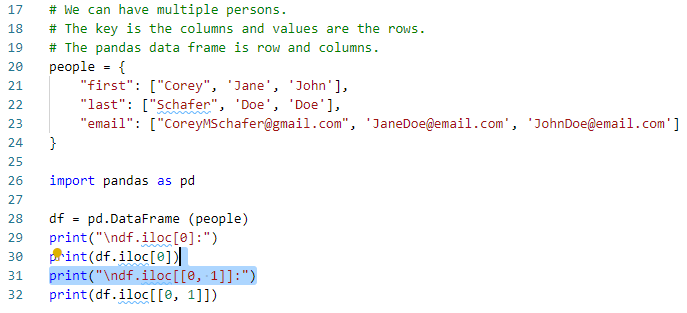 17 # We can have multiple persons.
18 # The key is the columns and values are the rows.
19 # The pandas data frame is row and columns.
20 people = {
21     "first": ["Corey", 'Jane', 'John'],
22     "last": ["Schafer", 'Doe', 'Doe'],
23     "email": ["CoreyMSchafer@gmail.com", 'JaneDoe@email.com', 'JohnDoe@email.com']
24 }
25
26 import pandas as pd
27
28 df = pd.DataFrame (people)
29 print("\ndf.iloc[0]:")
30 print(df.iloc[0])
31 print("\ndf.iloc[[0, 1]]:")
32 print(df.iloc[[0, 1]])